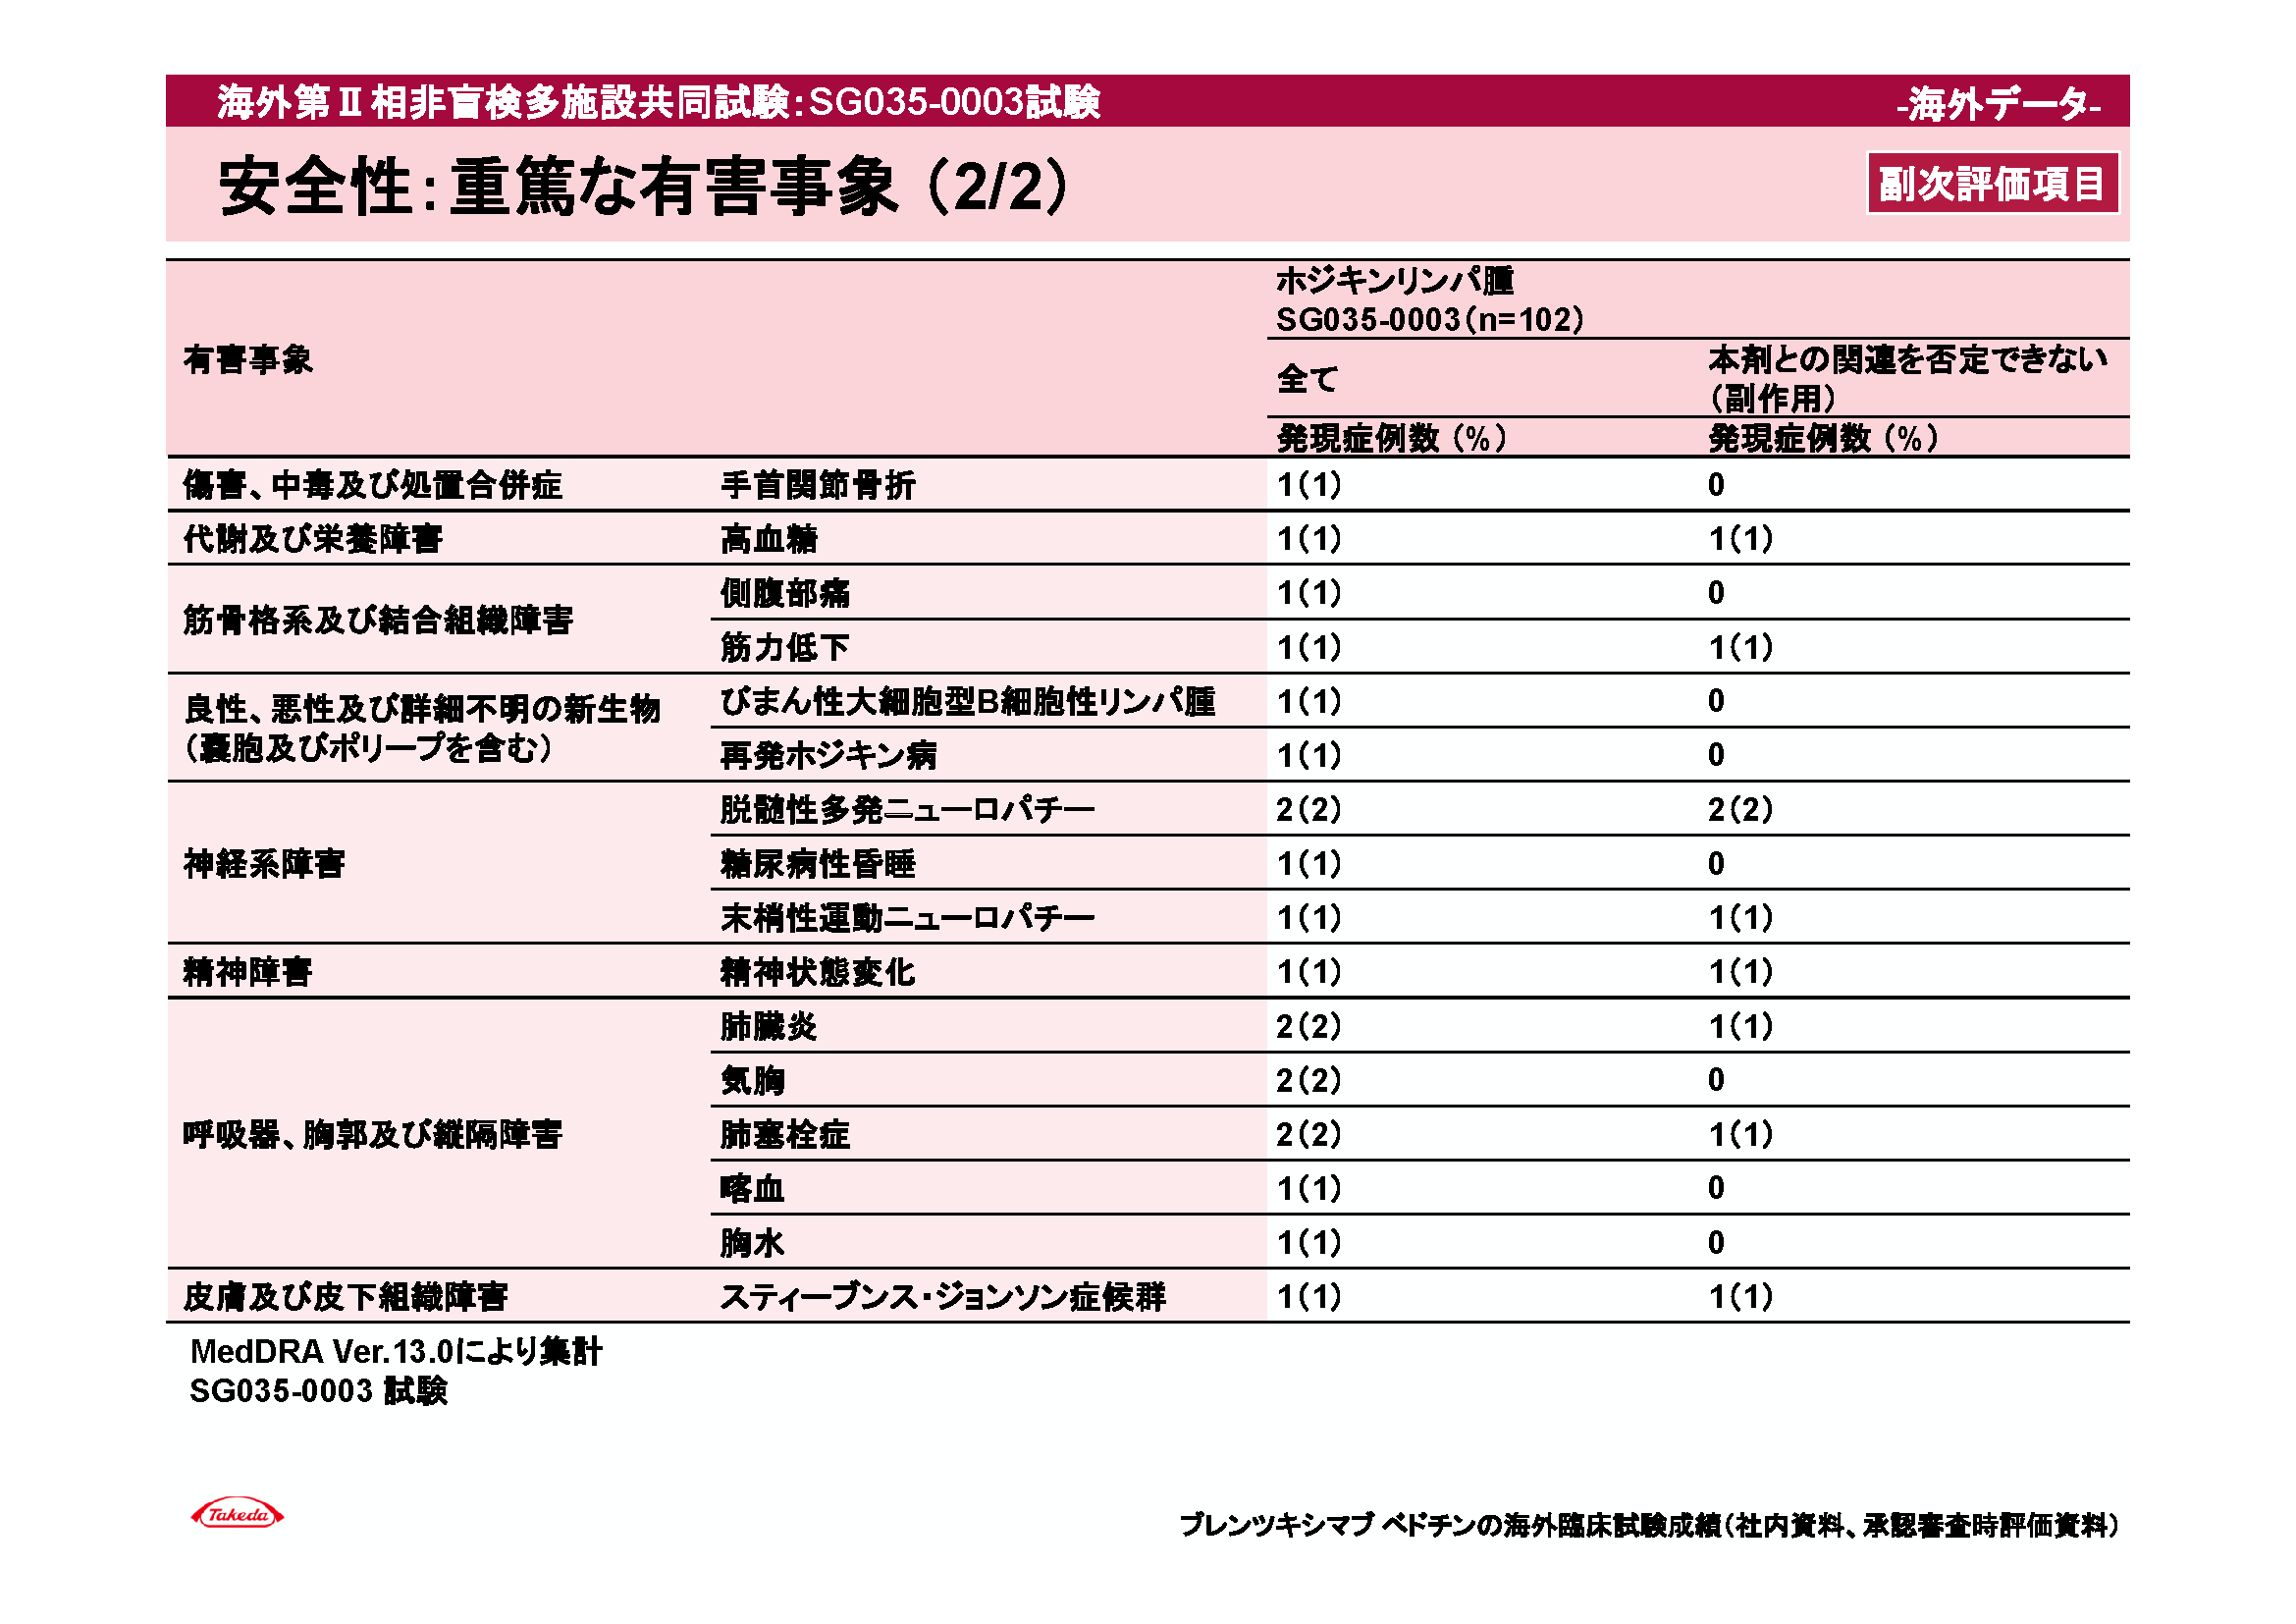 海外第Ⅱ相非盲検多施設共同試験：SG035-0003試験
-海外データ-
安全性：重篤な有害事象（2/2）
副次評価項目
有害事象
ホジキンリンパ腫
SG035-0003（n=102）
全て
本剤との関連を否定できない
（副作用）
発現症例数（%） 発現症例数（%）
傷害、中毒及び処置合併症 手首関節骨折 1（1） 0
代謝及び栄養障害 高血糖 1（1） 1（1）
筋骨格系及び結合組織障害
側腹部痛 1（1） 0
筋力低下 1（1） 1（1）
良性、悪性及び詳細不明の新生物
（嚢胞及びポリープを含む）
びまん性大細胞型B細胞性リンパ腫 1（1） 0
再発ホジキン病 1（1） 0
神経系障害
脱髄性多発ニューロパチー 2（2） 2（2）
糖尿病性昏睡 1（1） 0
末梢性運動ニューロパチー 1（1） 1（1）
精神障害 精神状態変化 1（1） 1（1）
呼吸器、胸郭及び縦隔障害
肺臓炎 2（2） 1（1）
気胸 2（2） 0
肺塞栓症 2（2） 1（1）
喀血 1（1） 0
胸水 1（1） 0
皮膚及び皮下組織障害 スティーブンス・ジョンソン症候群 1（1） 1（1）
MedDRA Ver.13.0により集計
SG035-0003 試験
Takeda
ブレンツキシマブ ベドチンの海外臨床試験成績（社内資料、承認審査時評価資料）